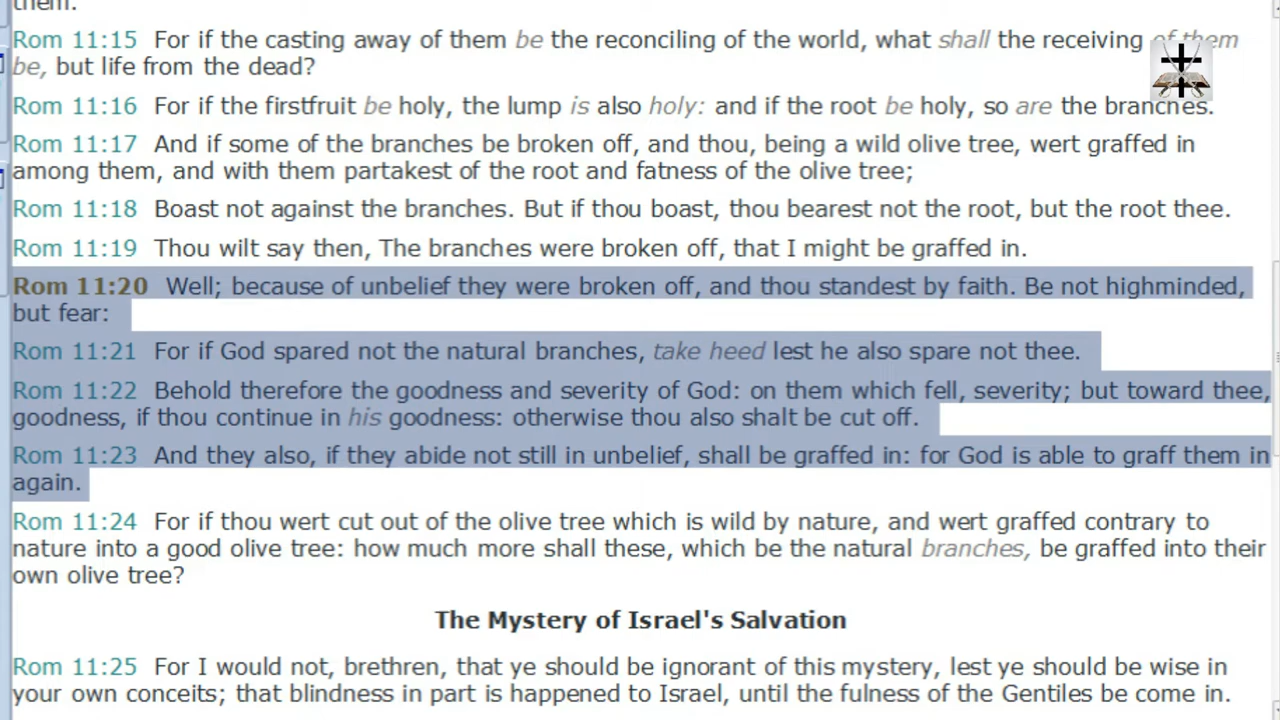 them.
Rom 11:15 For if the casting away of them be the reconciling of the world, what shall the receiving of them
be, but life from the dead?
Rom 11:16 For if the firstfruit be holy, the lump is also holy: and if the root be holy, so are the branches.
Rom 11:17 And if some of the branches be broken off, and thou, being a wild olive tree, wert graffed in
among them, and with them partakest of the root and fatness of the olive tree;
Rom 11:18 Boast not against the branches. But if thou boast, thou bearest not the root, but the root thee.
Rom 11:19 Thou wilt say then, The branches were broken off, that I might be graffed in.
Rom 11:20 Well; because of unbelief they were broken off, and thou standest by faith. Be not highminded,
but fear:
Rom 11:21 For if God spared not the natural branches, take heed lest he also spare not thee.
Rom 11:22 Behold therefore the goodness and severity of God: on them which fell, severity; but toward thee,
goodness, if thou continue in his goodness: otherwise thou also shalt be cut off.
Rom 11:23 And they also, if they abide not still in unbelief, shall be graffed in: for God is able to graff them in
again.
Rom 11:24 For if thou wert cut out of the olive tree which is wild by nature, and wert graffed contrary to
nature into a good olive tree: how much more shall these, which be the natural branches, be graffed into their
own olive tree?
The Mystery of Israel's Salvation
Rom 11:25 For I would not, brethren, that ye should be ignorant of this mystery, lest ye should be wise in
your own conceits; that blindness in part is happened to Israel, until the fulness of the Gentiles be come in.